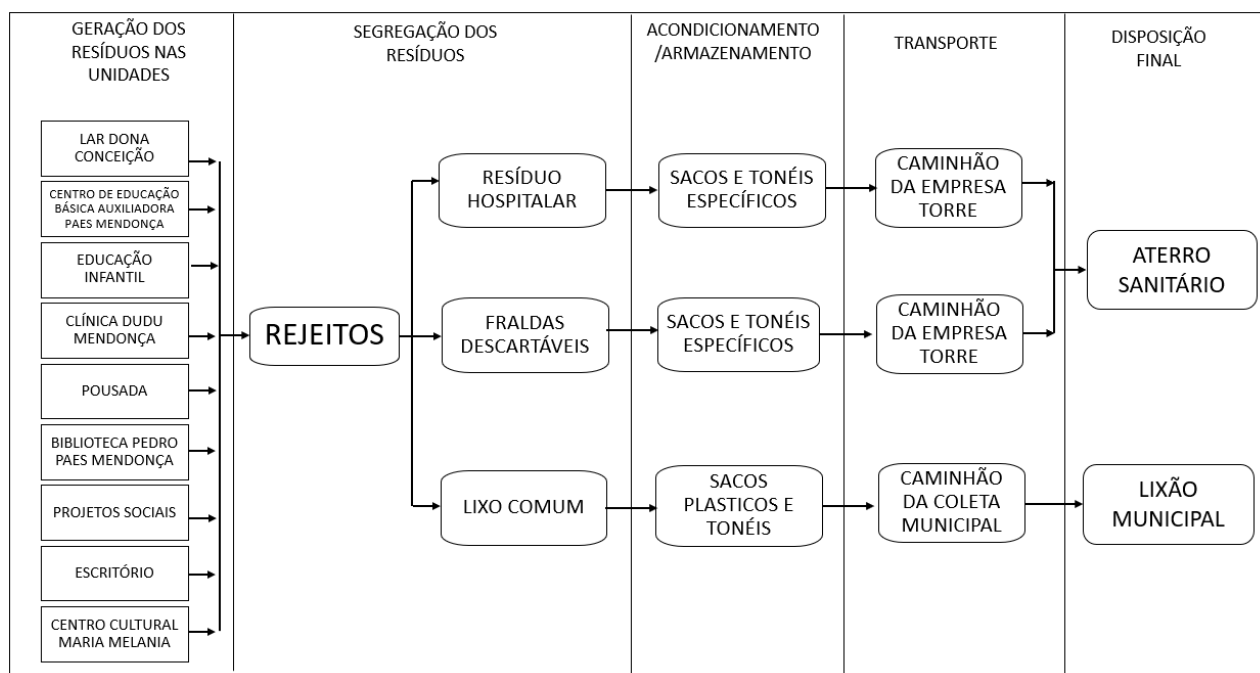 GERAÇÃO DOS
RESÍDUOS NAS
UNIDADES
SEGREGAÇÃO DOS
RESÍDUOS
ACONDICIONAMENTO
/ARMAZENAMENTO
TRANSPORTE
DISPOSIÇÃO
FINAL
LAR DONA
CONCEIÇÃO
CENTRO DE EDUCAÇÃO
BÁSICA AUXILIADORA
PAES MENDONÇA
EDUCAÇÃO
INFANTIL
CLÍNICA DUDU
MENDONÇA
POUSADA
BIBLIOTECA PEDRO
PAES MENDONÇA
PROJETOS SOCIAIS
ESCRITÓRIO
CENTRO CULTURAL
MARIA MELANIA
REJEITOS
RESÍDUO
HOSPITALAR
SACOS E TONÉIS
ESPECÍFICOS
CAMINHÃO
DA EMPRESA
TORRE
FRALDAS
DESCARTÁVEIS
SACOS E TONÉIS
ESPECÍFICOS
CAMINHÃO
DA EMPRESA
TORRE
ATERRO
SANITÁRIO
LIXO COMUM
SACOS
PLASTICOS E
TONÉIS
CAMINHÃO
DA COLETA
MUNICIPAL
LIXÃO
MUNICIPAL